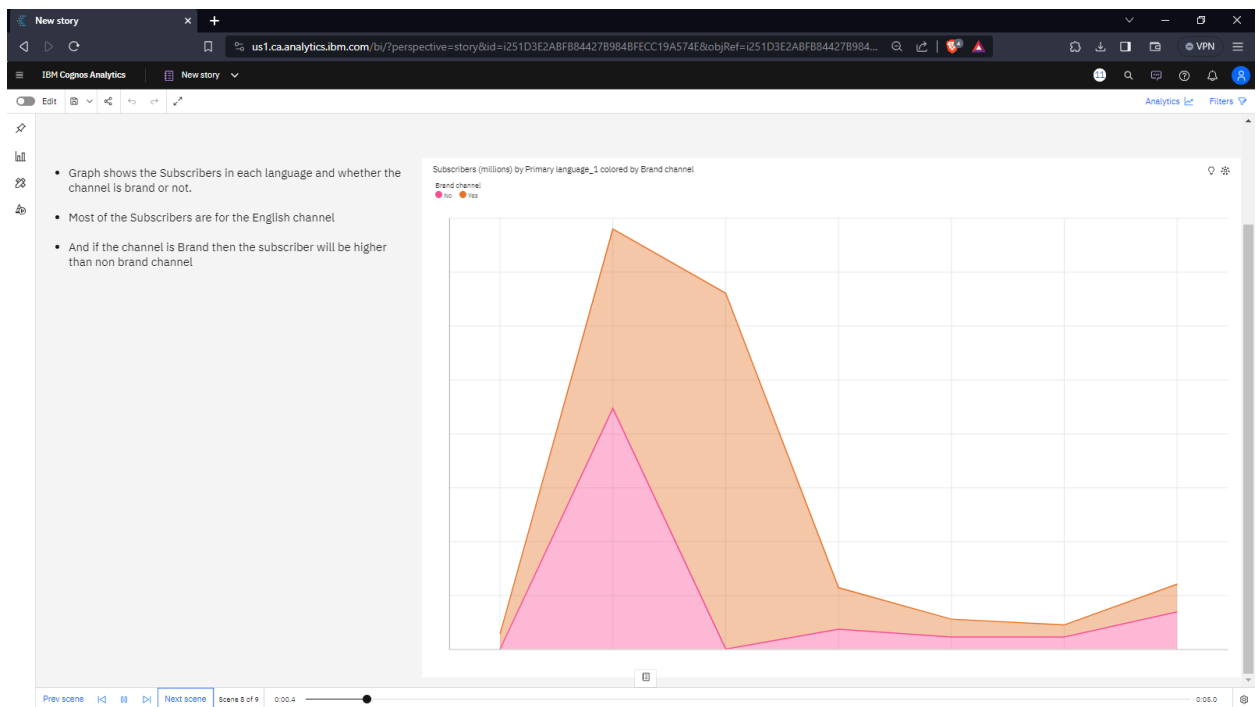 New story
us1.ca.analytics.ibm.com/bi/?perspective=story&id=i251D3E2ABFB84427B984BFECC19A574E&objRef=i251D3E2ABFB84427B984...
4
VPN
IBM Cognos Analytics
New story
11
Edit
Analytics
Filters
• Graph shows the Subscribers in each language and whether the
channel is brand or not.
• Most of the Subscribers are for the English channel
• And if the channel is Brand then the subscriber will be higher
than non brand channel
Subscribers (millions) by Primary language_1 colored by Brand channel
Brand channel
No Yes
Prev scene
Next scene
Scene 8 of 9
0:00.4
0:05.0